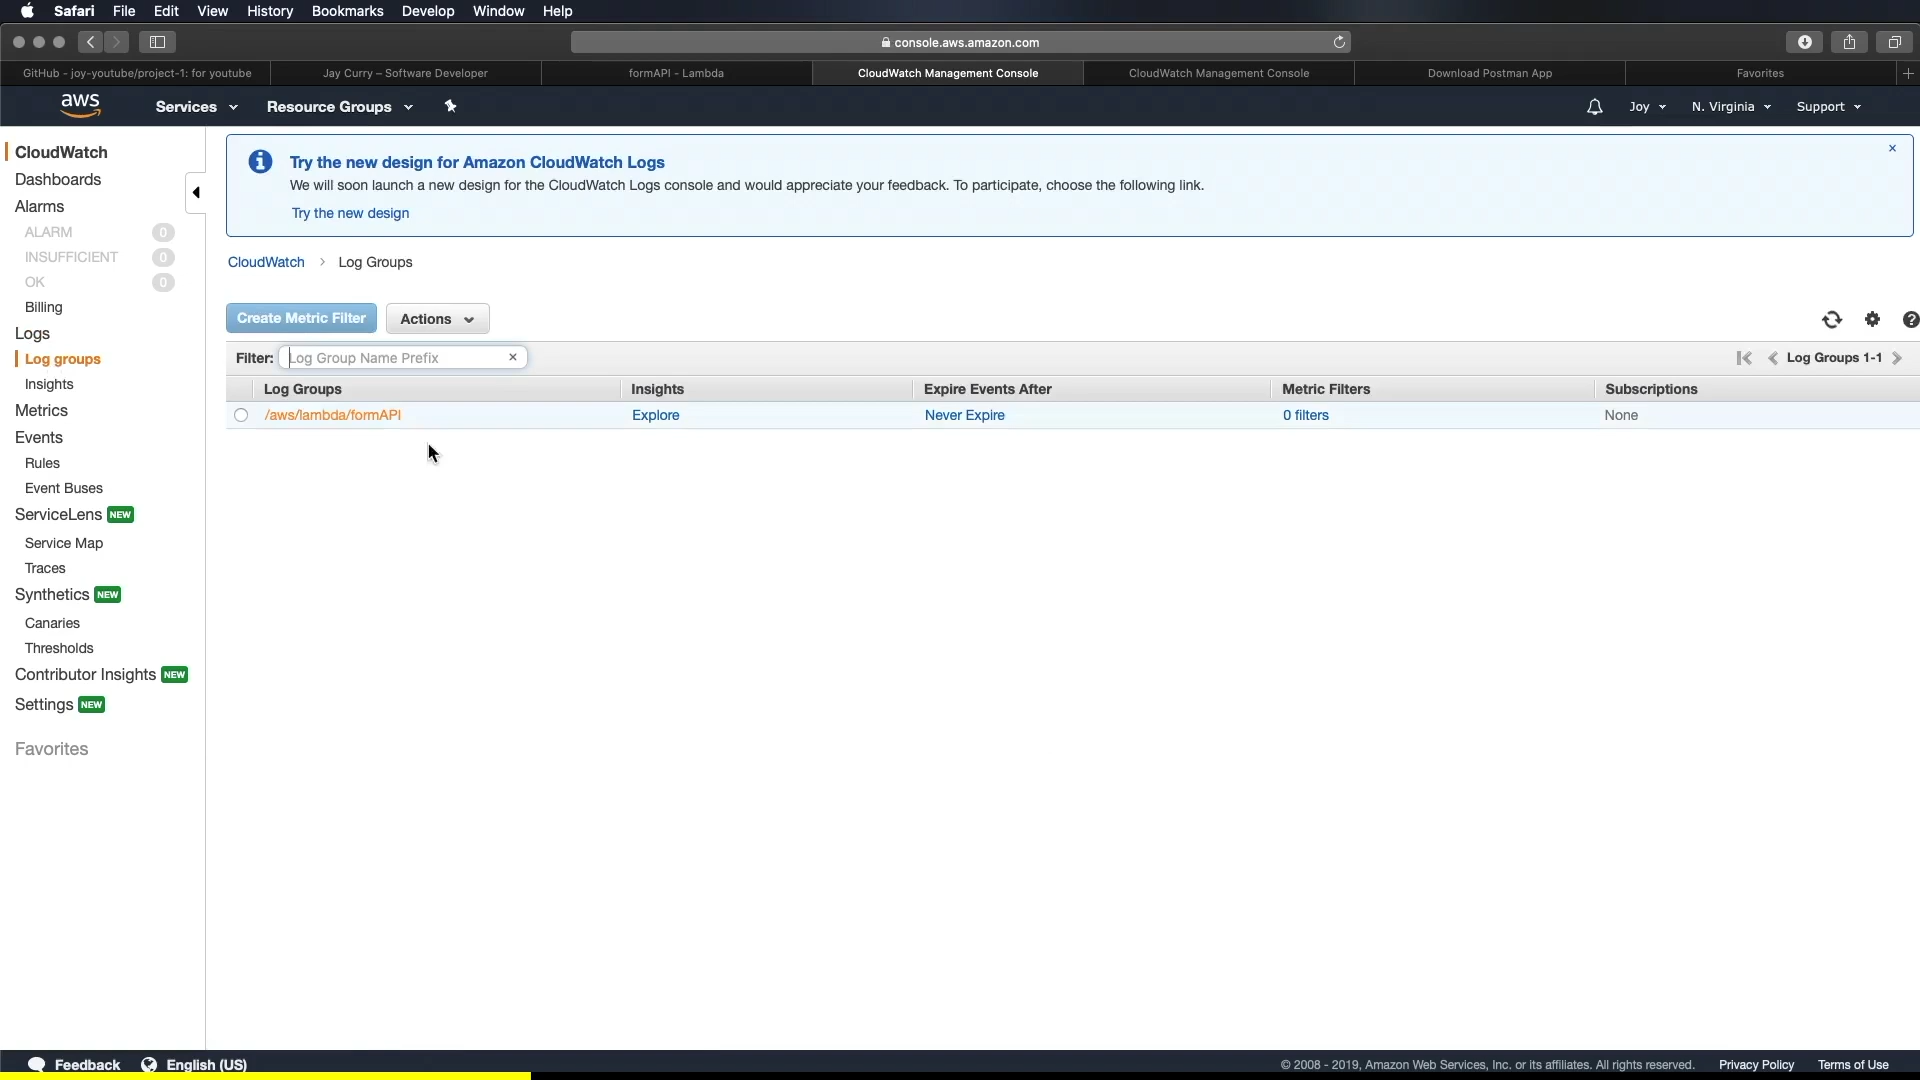 Safari File Edit View History Bookmarks Develop Window Help
console.aws.amazon.com
GitHub - joy-youtube/project-1: for youtube
Jay Curry – Software Developer
formAPI - Lambda
CloudWatch Management Console
CloudWatch Management Console
Download Postman App
Favorites
aws
Services
Resource Groups
Joy
N. Virginia
Support
CloudWatch
Dashboards
Alarms
ALARM 0
INSUFFICIENT 0
OK 0
Billing
Logs
Log groups
Insights
Metrics
Events
Rules
Event Buses
ServiceLens NEW
Service Map
Traces
Synthetics NEW
Canaries
Thresholds
Contributor Insights NEW
Settings NEW
Favorites
Try the new design for Amazon CloudWatch Logs
We will soon launch a new design for the CloudWatch Logs console and would appreciate your feedback. To participate, choose the following link.
Try the new design
CloudWatch > Log Groups
Create Metric Filter
Actions
Filter: Log Group Name Prefix
Log Groups 1-1
Log Groups Insights Expire Events After Metric Filters Subscriptions
/aws/lambda/formAPI Explore Never Expire 0 filters None
Feedback English (US)
© 2008 - 2019, Amazon Web Services, Inc. or its affiliates. All rights reserved. Privacy Policy Terms of Use